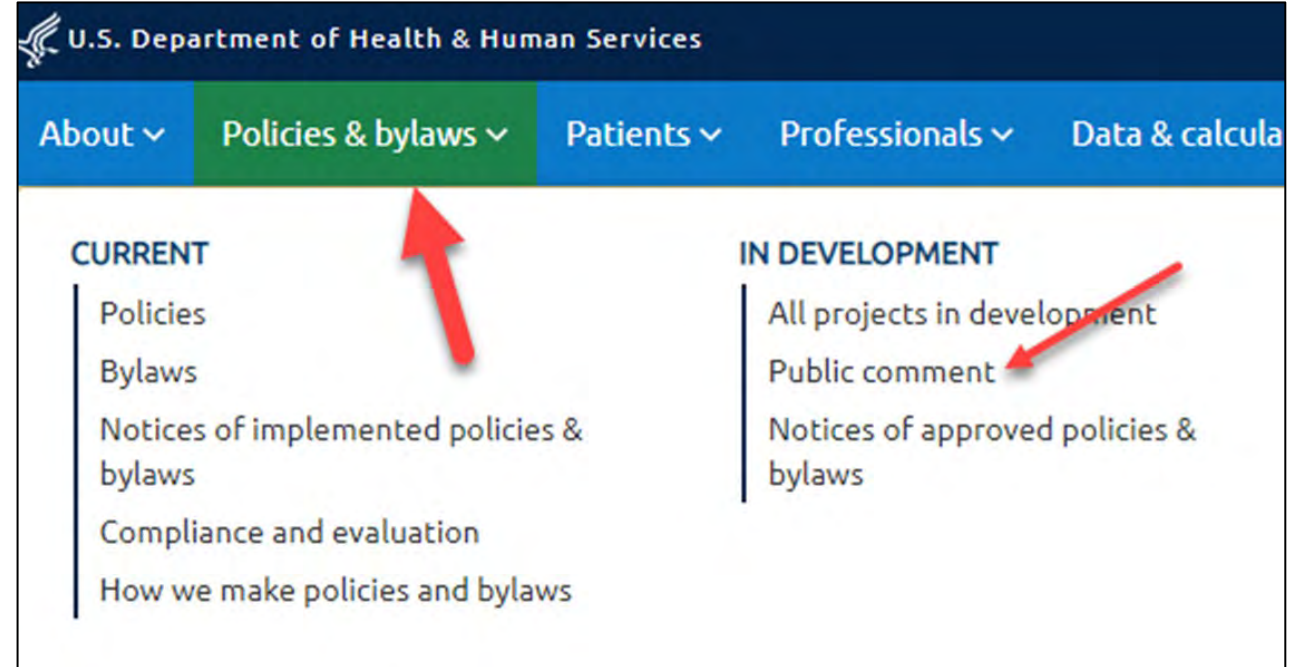 U.S. Department of Health & Human Services
About Policies & bylaws Patients Professionals Data & calcula
CURRENT
Policies
Bylaws
Notices of implemented policies &
bylaws
Compliance and evaluation
How we make policies and bylaws
IN DEVELOPMENT
All projects in development
Public comment
Notices of approved policies &
bylaws